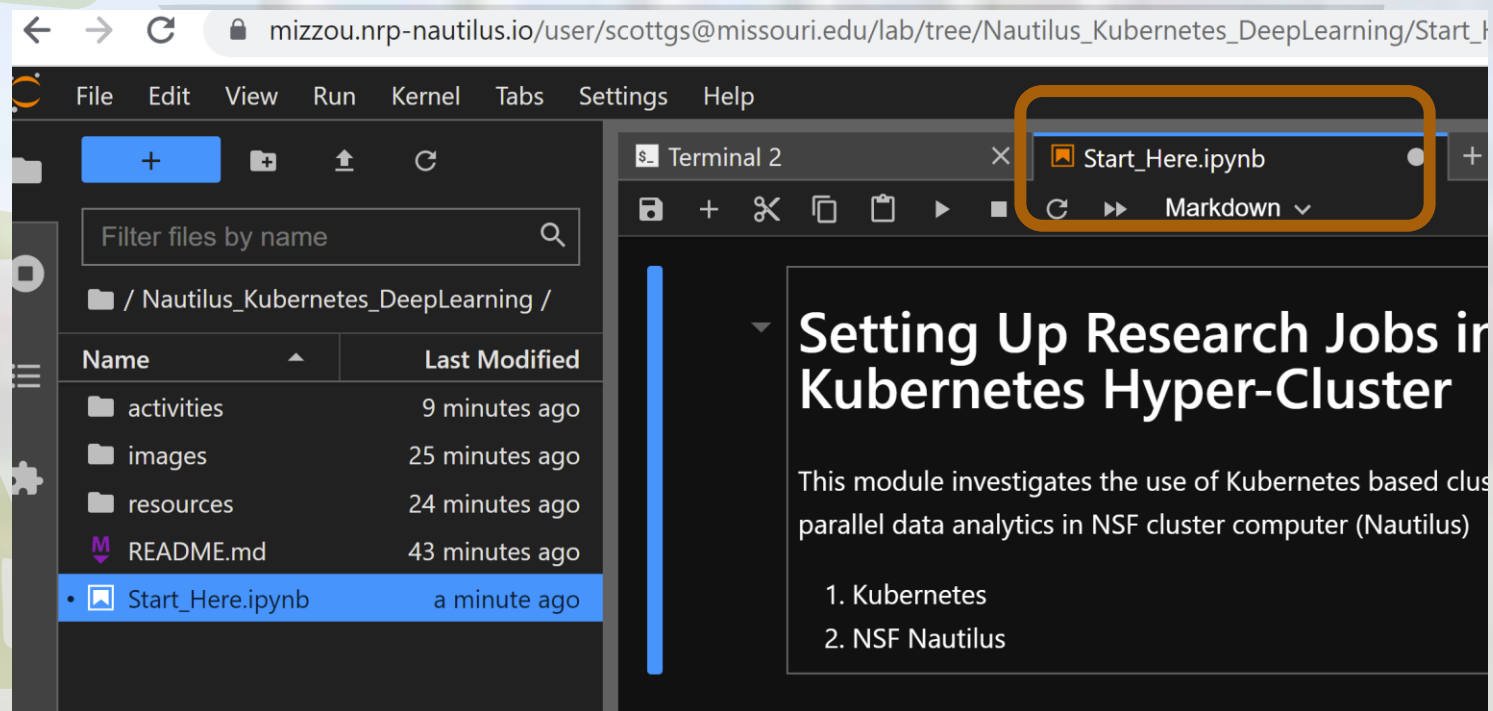 mizzou.nrp-nautilus.io/user/scottgs@missouri.edu/lab/tree/Nautilus_Kubernetes_DeepLearning/Start_
File Edit View Run Kernel Tabs Settings Help
+
$_ Terminal 2
Start_Here.ipynb
+
Markdown
Filter files by name
/ Nautilus_Kubernetes_DeepLearning /
Name Last Modified
activities 9 minutes ago
images 25 minutes ago
resources 24 minutes ago
M README.md 43 minutes ago
• Start_Here.ipynb a minute ago
Setting Up Research Jobs in
Kubernetes Hyper-Cluster
This module investigates the use of Kubernetes based clus
parallel data analytics in NSF cluster computer (Nautilus)
1. Kubernetes
2. NSF Nautilus